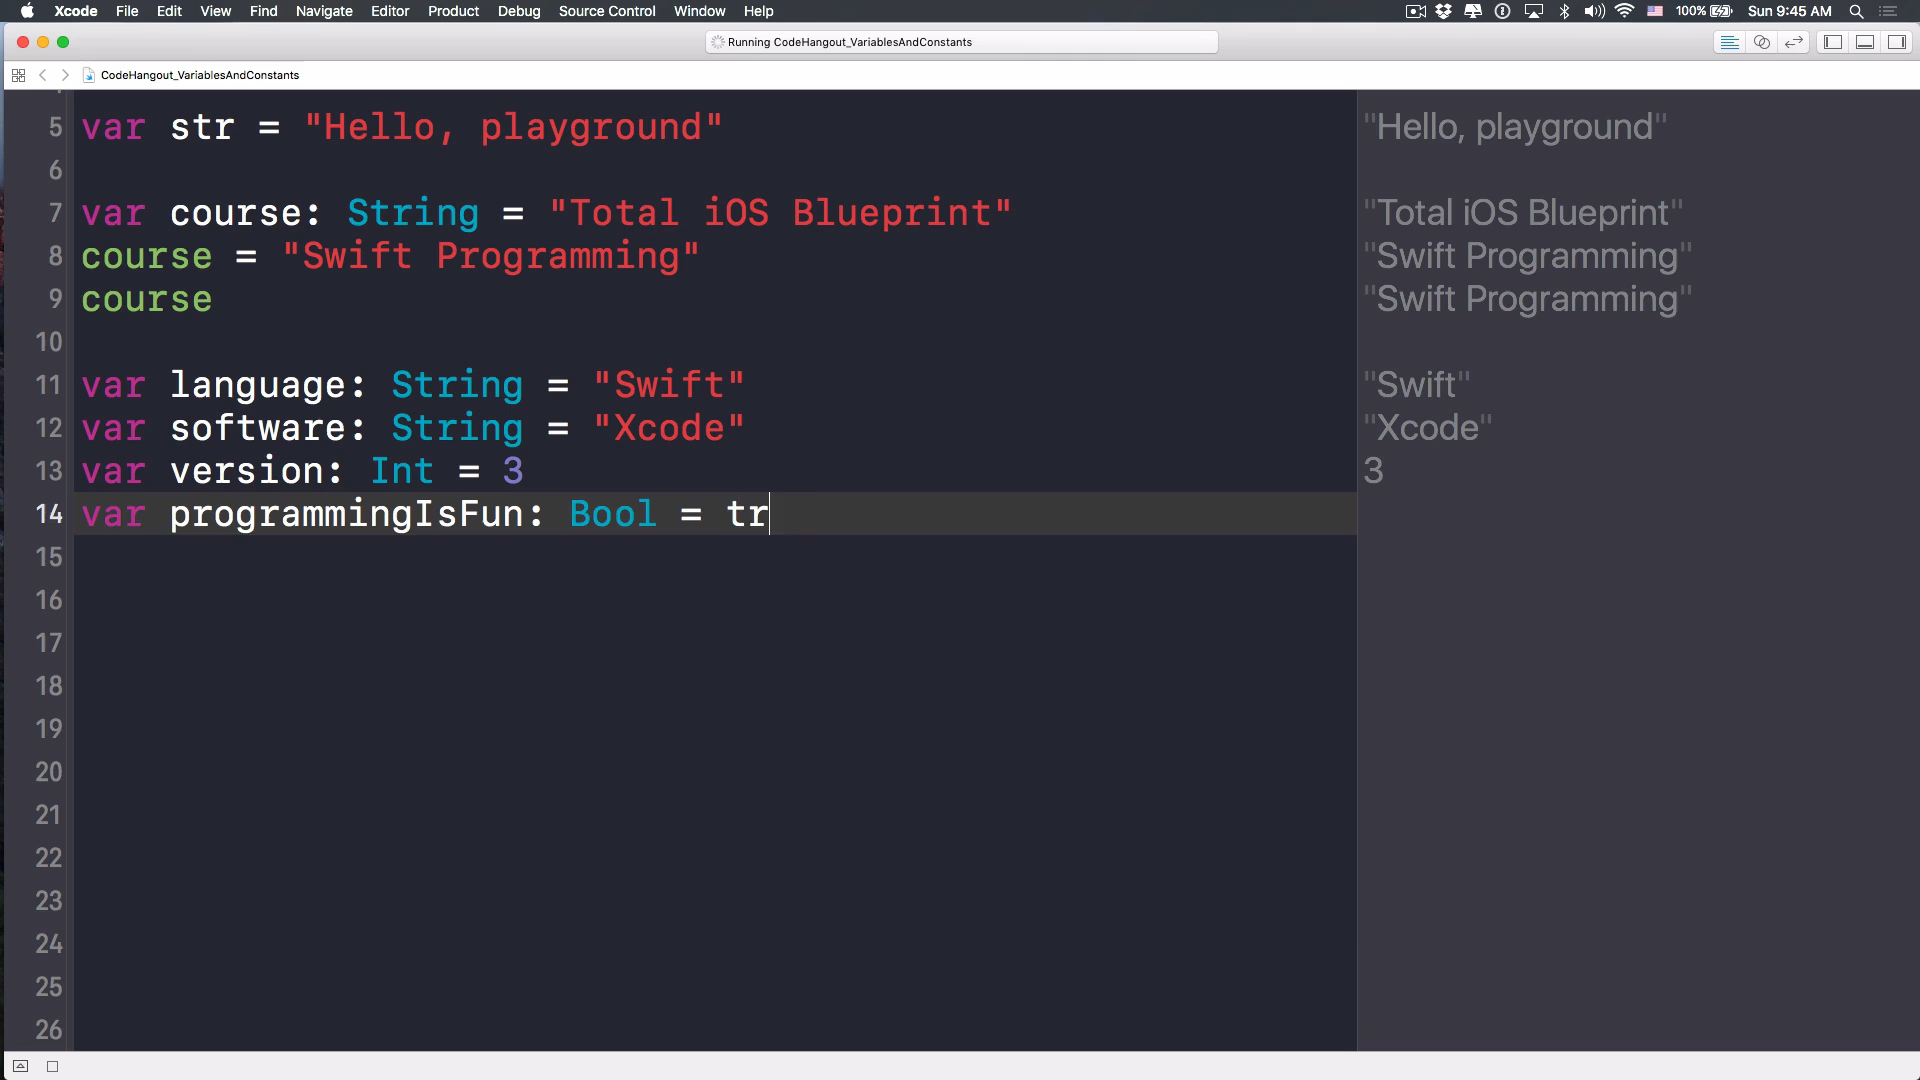 Xcode File Edit View Find Navigate Editor Product Debug Source Control Window Help 100% Sun 9:45 AM
Running CodeHangout_VariablesAndConstants
CodeHangout_VariablesAndConstants
5 var str = "Hello, playground" "Hello, playground"
6
7 var course: String = "Total iOS Blueprint" "Total iOS Blueprint"
8 course = "Swift Programming" "Swift Programming"
9 course "Swift Programming"
10
11 var language: String = "Swift" "Swift"
12 var software: String = "Xcode" "Xcode"
13 var version: Int = 3 3
14 var programmingIsFun: Bool = tr
15
16
17
18
19
20
21
22
23
24
25
26